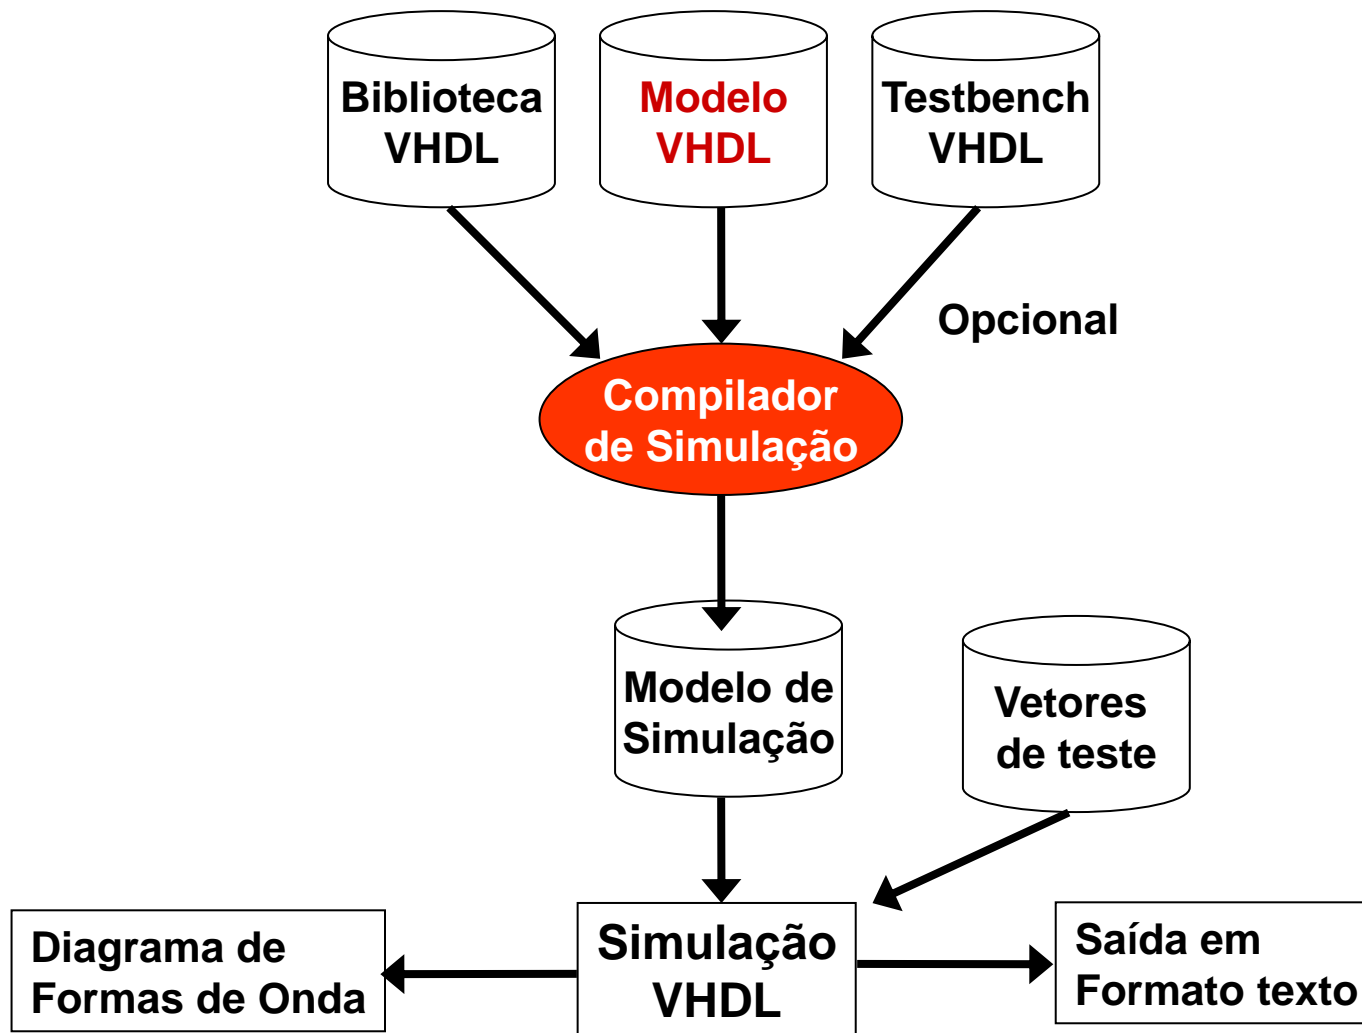 Biblioteca
VHDL
Modelo
VHDL
Testbench
VHDL
Opcional
Compilador
de Simulação
Modelo de
Simulação
Vetores
de teste
Diagrama de
Formas de Onda
Simulação
VHDL
Saída em
Formato texto